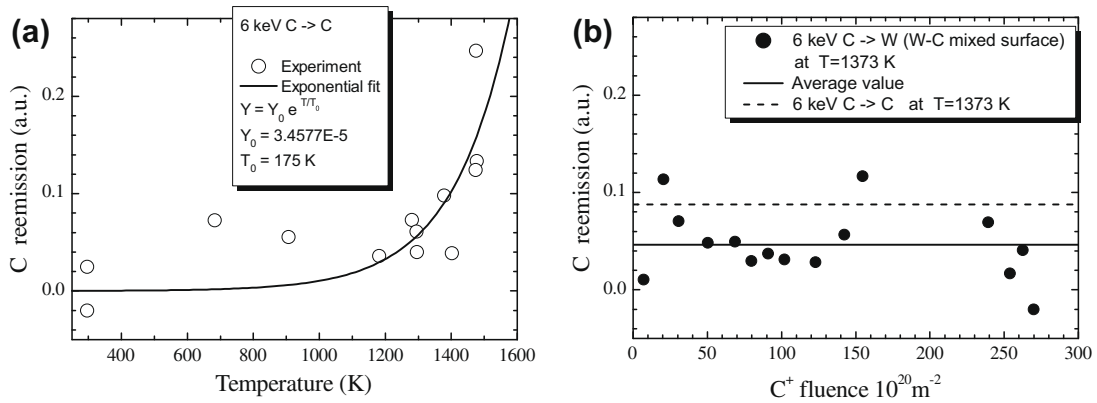 (a)
6 keV C -> C
Experiment
Exponential fit
Y = Y0 e T/T0
Y0 = 3.4577E-5
T0 = 175 K
C reemission (a.u.)
0.2
0.1
0.0
400 600 800 1000 1200 1400 1600
Temperature (K)
(b)
6 keV C -> W (W-C mixed surface)
at T=1373 K
Average value
6 keV C -> C at T=1373 K
C reemission (a.u.)
0.2
0.1
0.0
0 50 100 150 200 250 300
C+ fluence 10^20 m^-2